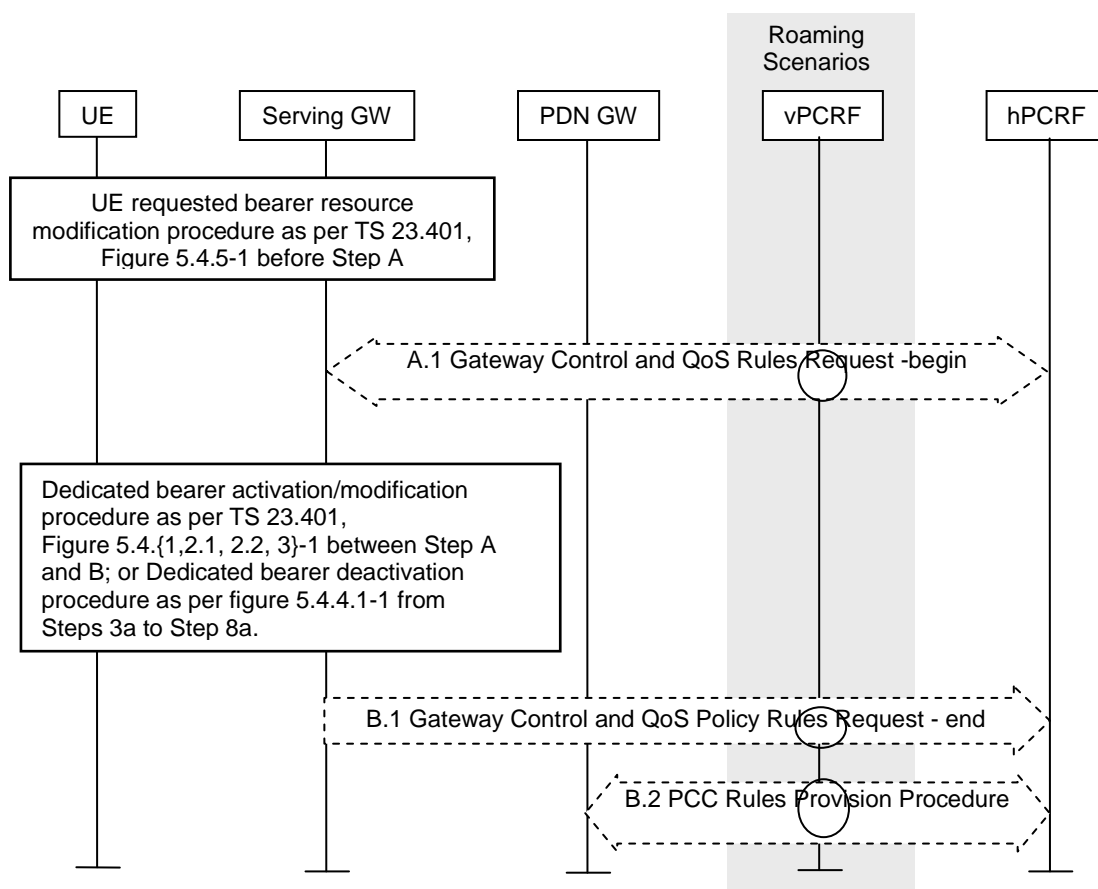 Roaming
Scenarios
UE
Serving GW
PDN GW
vPCRF
hPCRF
UE requested bearer resource
modification procedure as per TS 23.401,
Figure 5.4.5-1 before Step A
A.1 Gateway Control and QoS Rules Request -begin
Dedicated bearer activation/modification
procedure as per TS 23.401,
Figure 5.4.{1,2.1, 2.2, 3}-1 between Step A
and B; or Dedicated bearer deactivation
procedure as per figure 5.4.4.1-1 from
Steps 3a to Step 8a.
B.1 Gateway Control and QoS Policy Rules Request - end
B.2 PCC Rules Provision Procedure